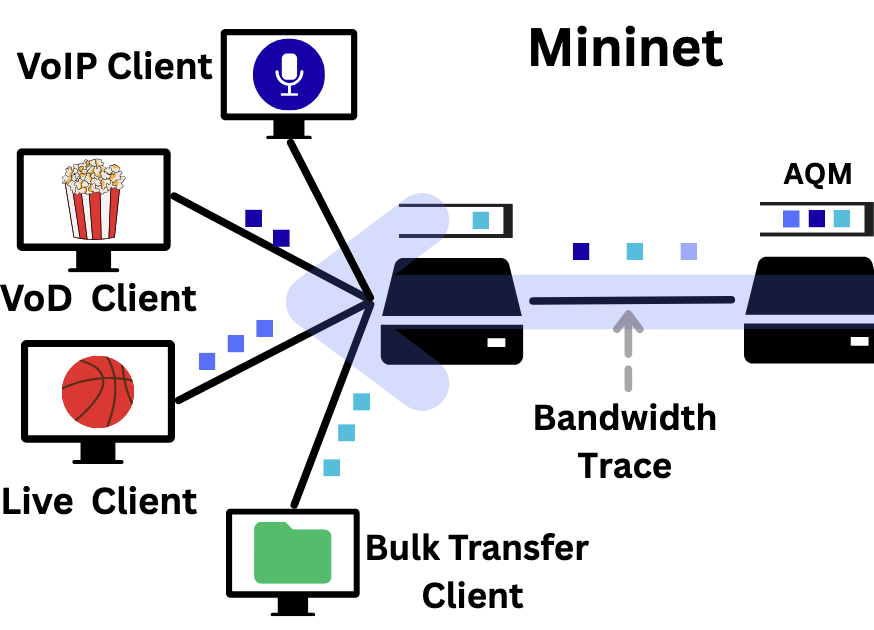 VoIP Client
Mininet
AQM
VoD Client
Bandwidth
Trace
Live Client
Bulk Transfer
Client